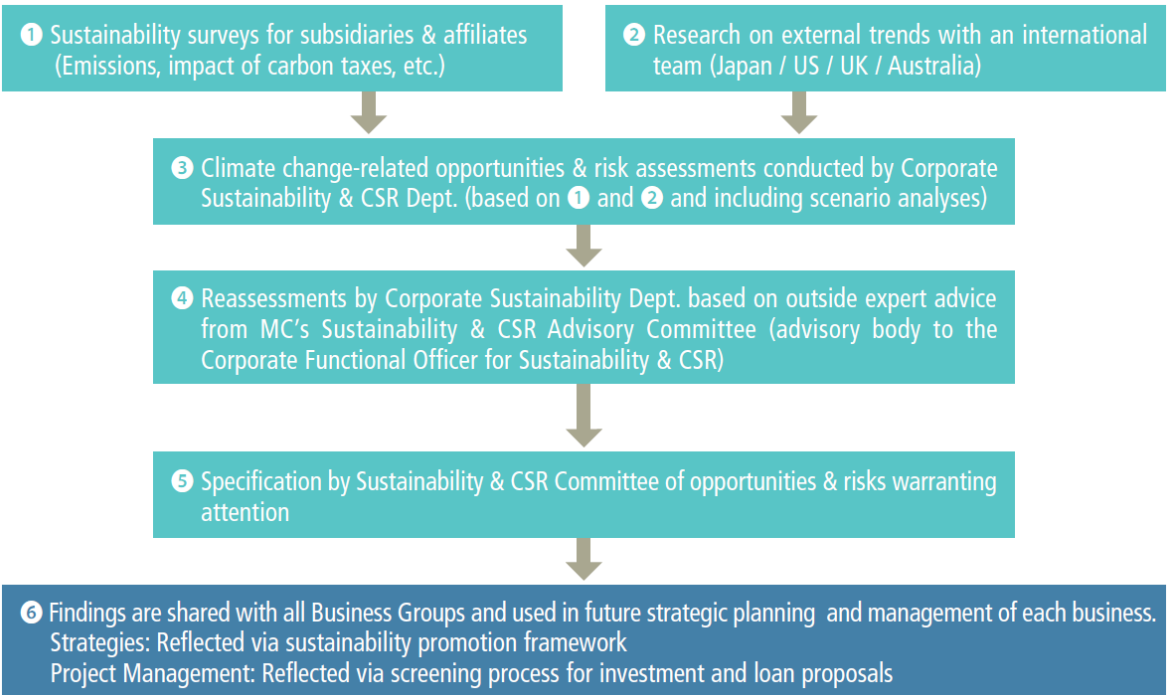 ❶ Sustainability surveys for subsidiaries & affiliates
(Emissions, impact of carbon taxes, etc.)
❷ Research on external trends with an international
team (Japan / US / UK / Australia)
❸ Climate change-related opportunities & risk assessments conducted by Corporate
Sustainability & CSR Dept. (based on ❶ and ❷ and including scenario analyses)
❹ Reassessments by Corporate Sustainability Dept. based on outside expert advice
from MC's Sustainability & CSR Advisory Committee (advisory body to the
Corporate Functional Officer for Sustainability & CSR)
❺ Specification by Sustainability & CSR Committee of opportunities & risks warranting
attention
❻ Findings are shared with all Business Groups and used in future strategic planning and management of each business.
Strategies: Reflected via sustainability promotion framework
Project Management: Reflected via screening process for investment and loan proposals